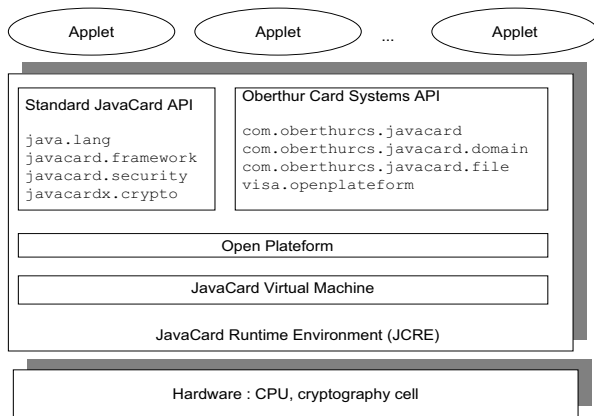 Applet Applet ... Applet
Standard JavaCard API
java.lang
javacard.framework
javacard.security
javacardx.crypto
Oberthur Card Systems API
com.oberthurcs.javacard
com.oberthurcs.javacard.domain
com.oberthurcs.javacard.file
visa.openplateform
Open Plateform
JavaCard Virtual Machine
JavaCard Runtime Environment (JCRE)
Hardware : CPU, cryptography cell